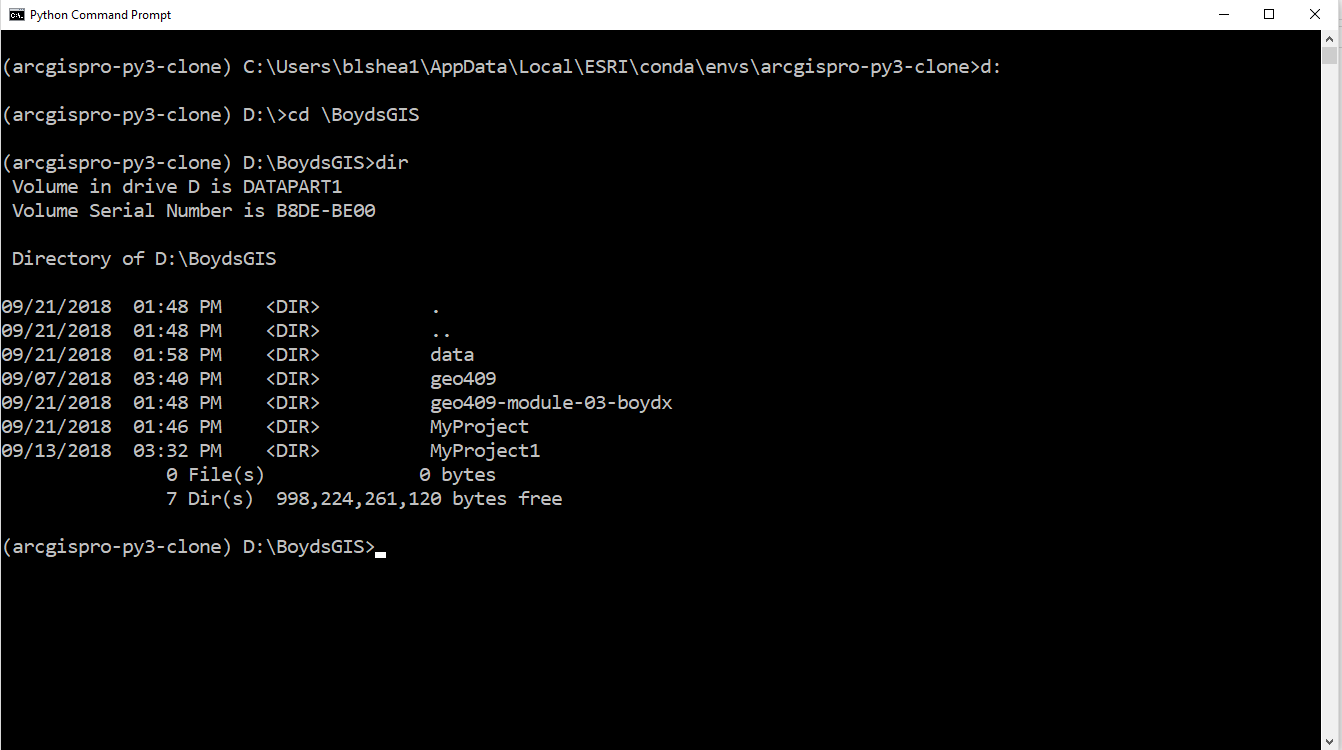 Python Command Prompt
(arcgispro-py3-clone) C:\Users\blshea1\AppData\Local\ESRI\conda\envs\arcgispro-py3-clone>d:
(arcgispro-py3-clone) D:\>cd \BoydsGIS
(arcgispro-py3-clone) D:\BoydsGIS>dir
 Volume in drive D is DATAPART1
 Volume Serial Number is B8DE-BE00
 Directory of D:\BoydsGIS
09/21/2018  01:48 PM    <DIR>          .
09/21/2018  01:48 PM    <DIR>          ..
09/21/2018  01:58 PM    <DIR>          data
09/07/2018  03:40 PM    <DIR>          geo409
09/21/2018  01:48 PM    <DIR>          geo409-module-03-boydx
09/21/2018  01:46 PM    <DIR>          MyProject
09/13/2018  03:32 PM    <DIR>          MyProject1
               0 File(s)              0 bytes
               7 Dir(s)  998,224,261,120 bytes free
(arcgispro-py3-clone) D:\BoydsGIS>